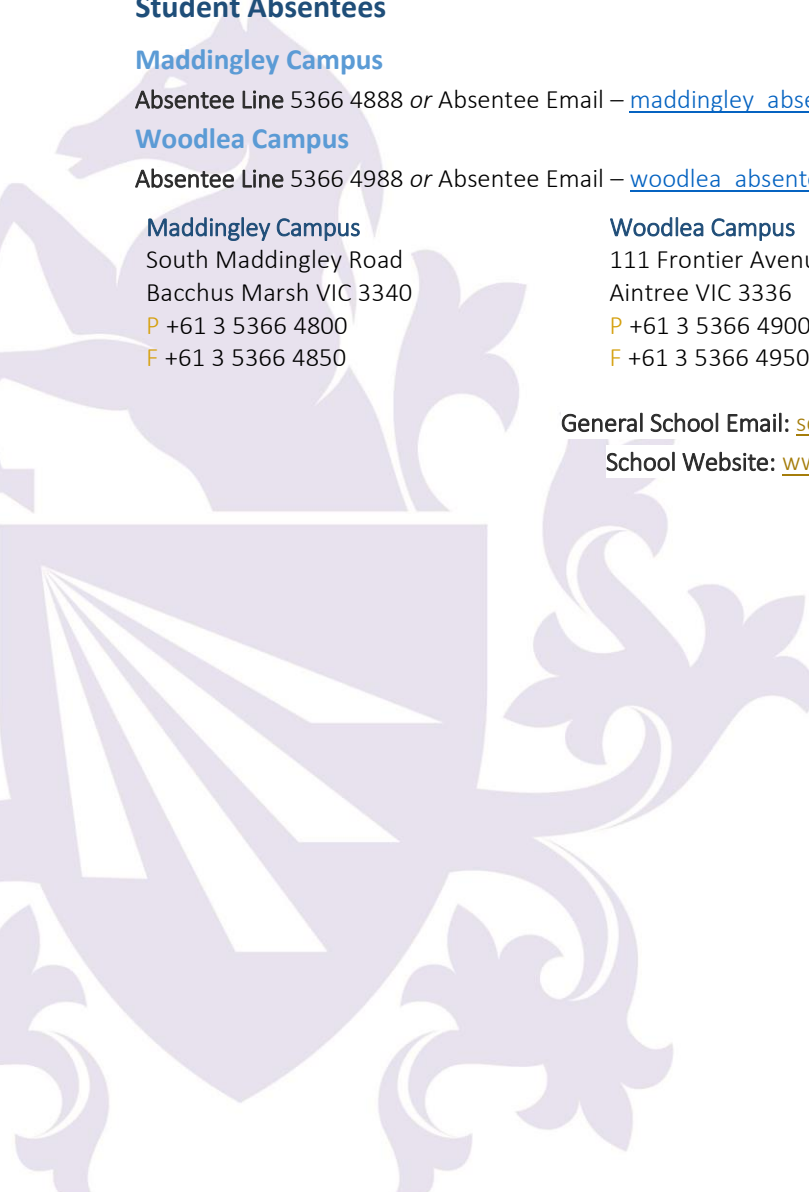 Student Absentees
Maddingley Campus
Absentee Line 5366 4888 or Absentee Email – maddingley_abse
Woodlea Campus
Absentee Line 5366 4988 or Absentee Email – woodlea_absent
Maddingley Campus
South Maddingley Road
Bacchus Marsh VIC 3340
P +61 3 5366 4800
F +61 3 5366 4850
Woodlea Campus
111 Frontier Avenu
Aintree VIC 3336
P +61 3 5366 4900
F +61 3 5366 4950
General School Email:
School Website: ww